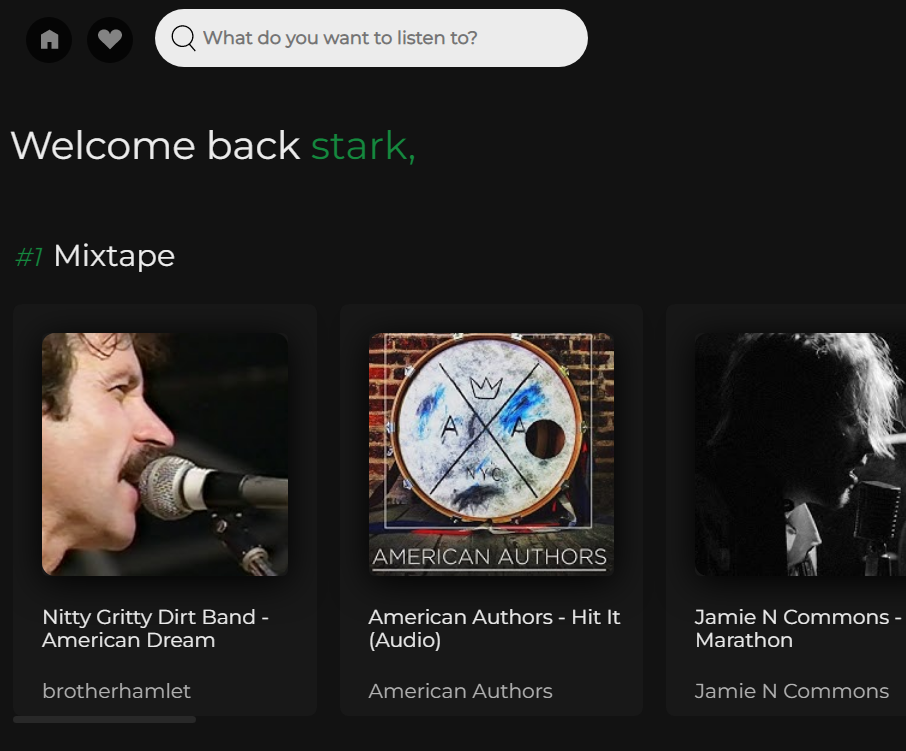 What do you want to listen to?
Welcome back stark,
#1 Mixtape
A A
NYC
AMERICAN AUTHORS
Nitty Gritty Dirt Band -
American Dream
brotherhamlet
American Authors - Hit It
(Audio)
American Authors
Jamie N Commons -
Marathon
Jamie N Commons